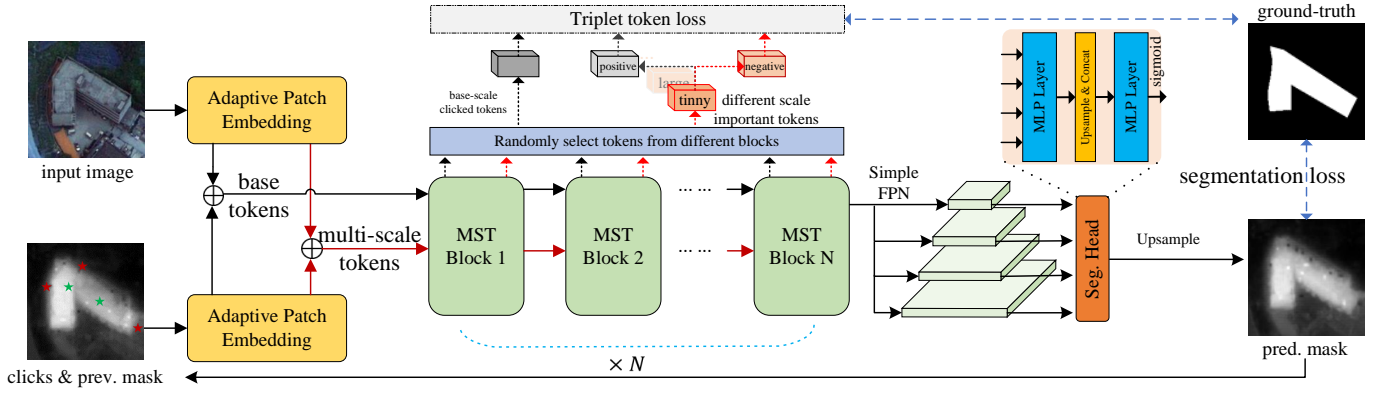 Triplet token loss
ground-truth
positive
negative
large
tinny
base-scale
clicked tokens
different scale
important tokens
MLP Layer
Upsample & Concat
MLP Layer
sigmoid
Adaptive Patch
Embedding
input image
Randomly select tokens from different blocks
base
tokens
multi-scale
tokens
MST
Block 1
MST
Block 2
... ...
... ...
MST
Block N
Simple
FPN
Seg. Head
Upsample
segmentation loss
Adaptive Patch
Embedding
clicks & prev. mask
× N
pred. mask